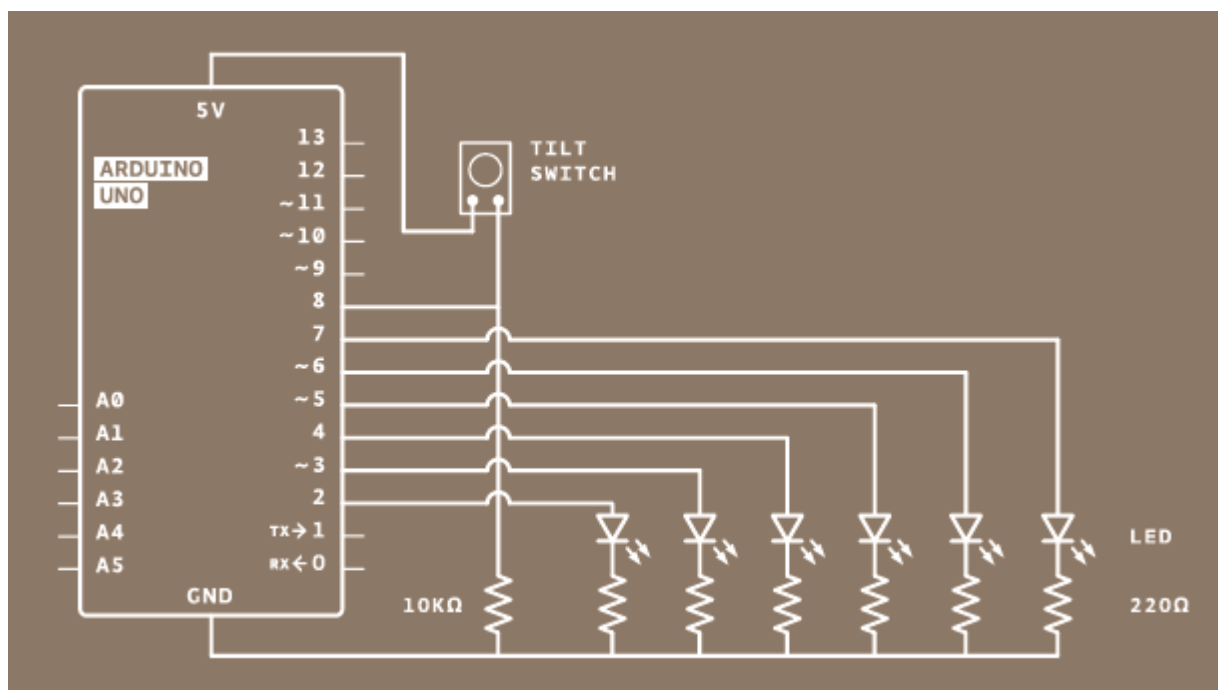 5V
ARDUINO
UNO
13
12
~11
~10
~9
8
7
~6
~5
4
~3
2
TX→1
RX←0
A0
A1
A2
A3
A4
A5
GND
TILT
SWITCH
10KΩ
LED
220Ω